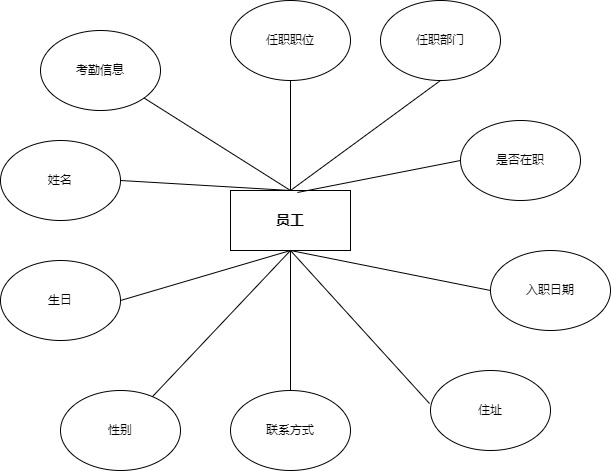 任职职位
任职部门
考勤信息
是否在职
姓名
员工
入职日期
生日
住址
性别
联系方式